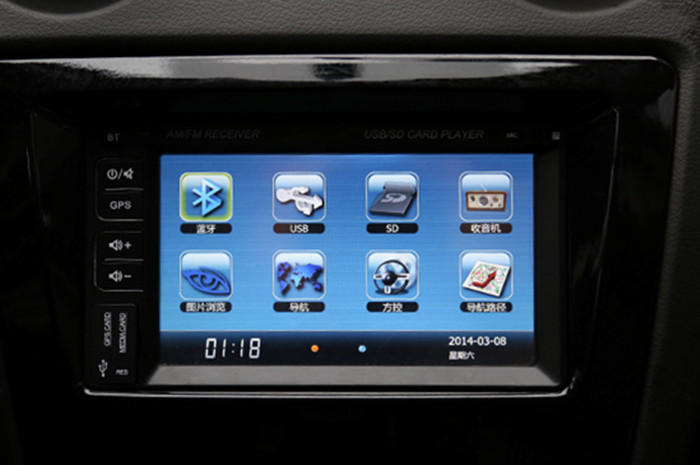 BT
AM/FM RECEIVER
USB/SD CARD PLAYER
MIC
GPS
GPS CARD
MEDIA CARD
RES
蓝牙
USB
SD
收音机
图片浏览
导航
方控
导航路径
01:18
2014-03-08
星期六